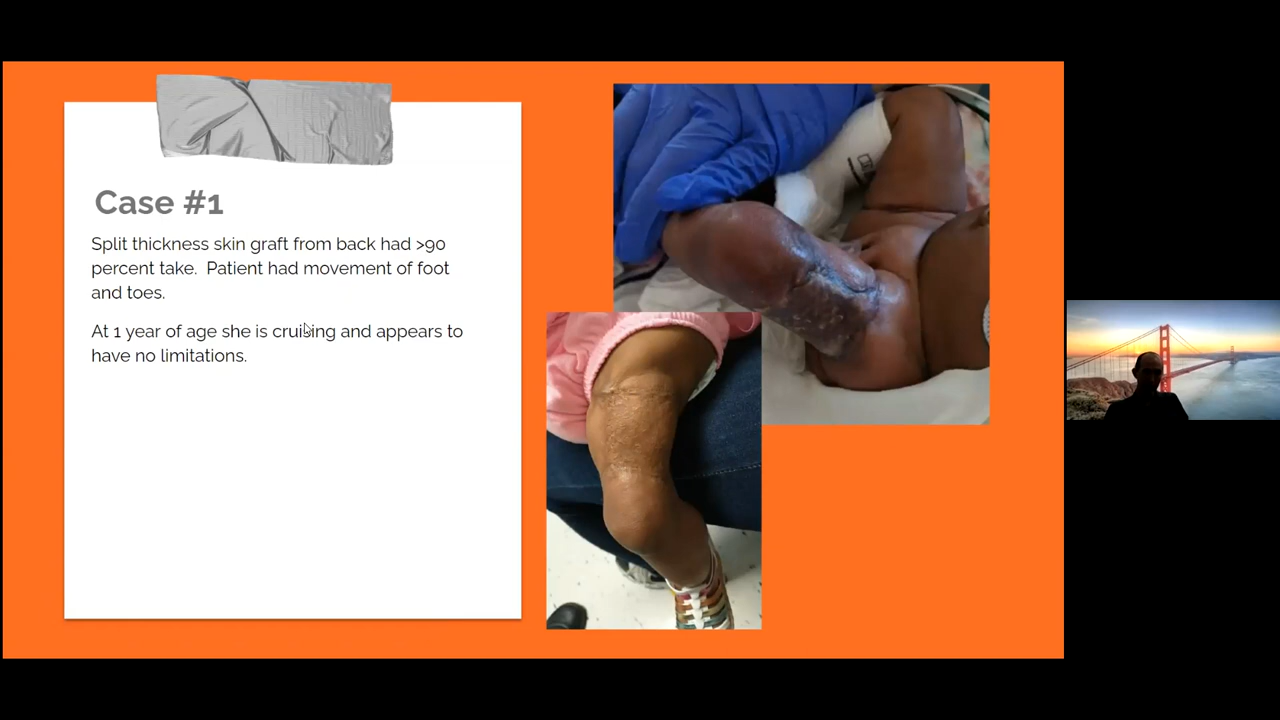 Case #1
Split thickness skin graft from back had >90
percent take.  Patient had movement of foot
and toes.
At 1 year of age she is cruising and appears to
have no limitations.